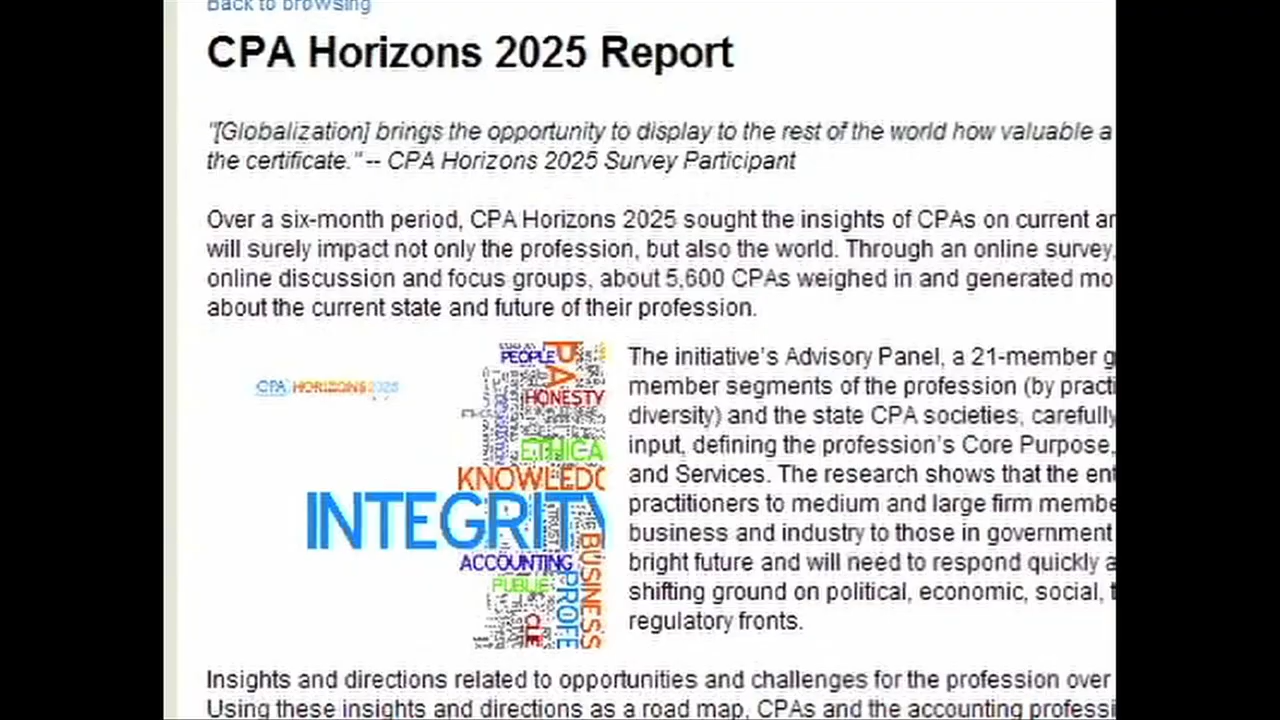 Back to browsing
CPA Horizons 2025 Report
"[Globalization] brings the opportunity to display to the rest of the world how valuable a
the certificate." -- CPA Horizons 2025 Survey Participant
Over a six-month period, CPA Horizons 2025 sought the insights of CPAs on current an
will surely impact not only the profession, but also the world. Through an online survey,
online discussion and focus groups, about 5,600 CPAs weighed in and generated mo
about the current state and future of their profession.
CPA HORIZONS 2025
PEOPLE
PA
HONESTY
ETHICA
KNOWLEDG
INTEGRITY
TRUST
BUSINESS
ACCOUNTING
PUBLIC
PROFE
The initiative's Advisory Panel, a 21-member g
member segments of the profession (by practi
diversity) and the state CPA societies, carefully
input, defining the profession's Core Purpose,
and Services. The research shows that the ent
practitioners to medium and large firm membe
business and industry to those in government
bright future and will need to respond quickly a
shifting ground on political, economic, social, t
regulatory fronts.
Insights and directions related to opportunities and challenges for the profession over
Using these insights and directions as a road map, CPAs and the accounting professi